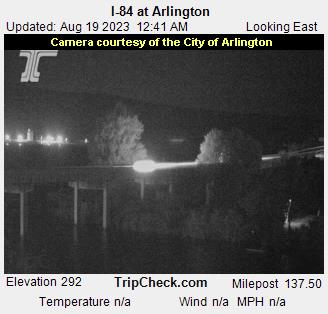 I-84 at Arlington
Updated: Aug 19 2023 12:41 AM Looking East
Camera courtesy of the City of Arlington
Elevation 292 TripCheck.com Milepost 137.50
Temperature n/a Wind n/a MPH n/a